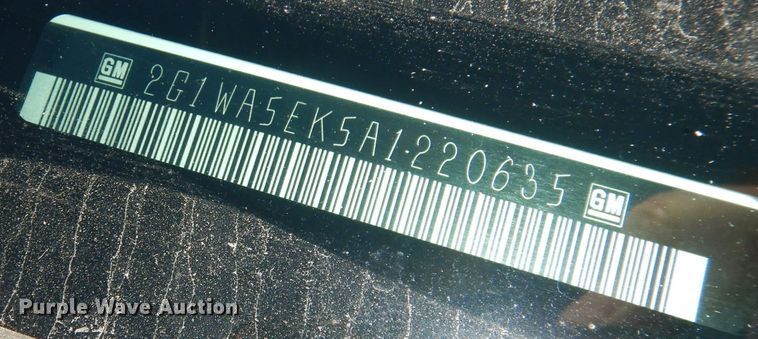 GM 2G1WA5EK5A1220635 GM
Purple Wave Auction